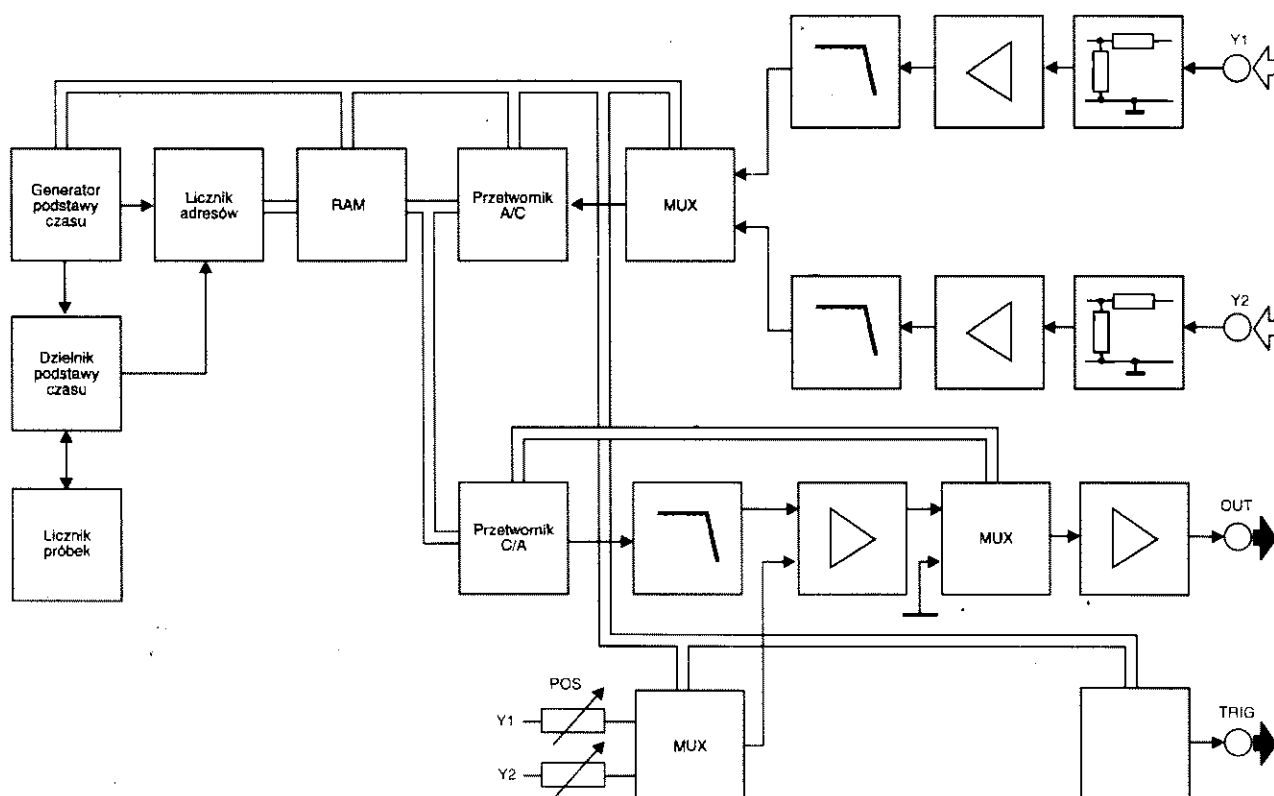 Y1
Generator
podstawy
czasu
Licznik
adresów
RAM
Przetwornik
A/C
MUX
Y2
Dzielnik
podstawy
czasu
Licznik
próbek
Przetwornik
C/A
MUX
OUT
POS
Y1
Y2
MUX
TRIG